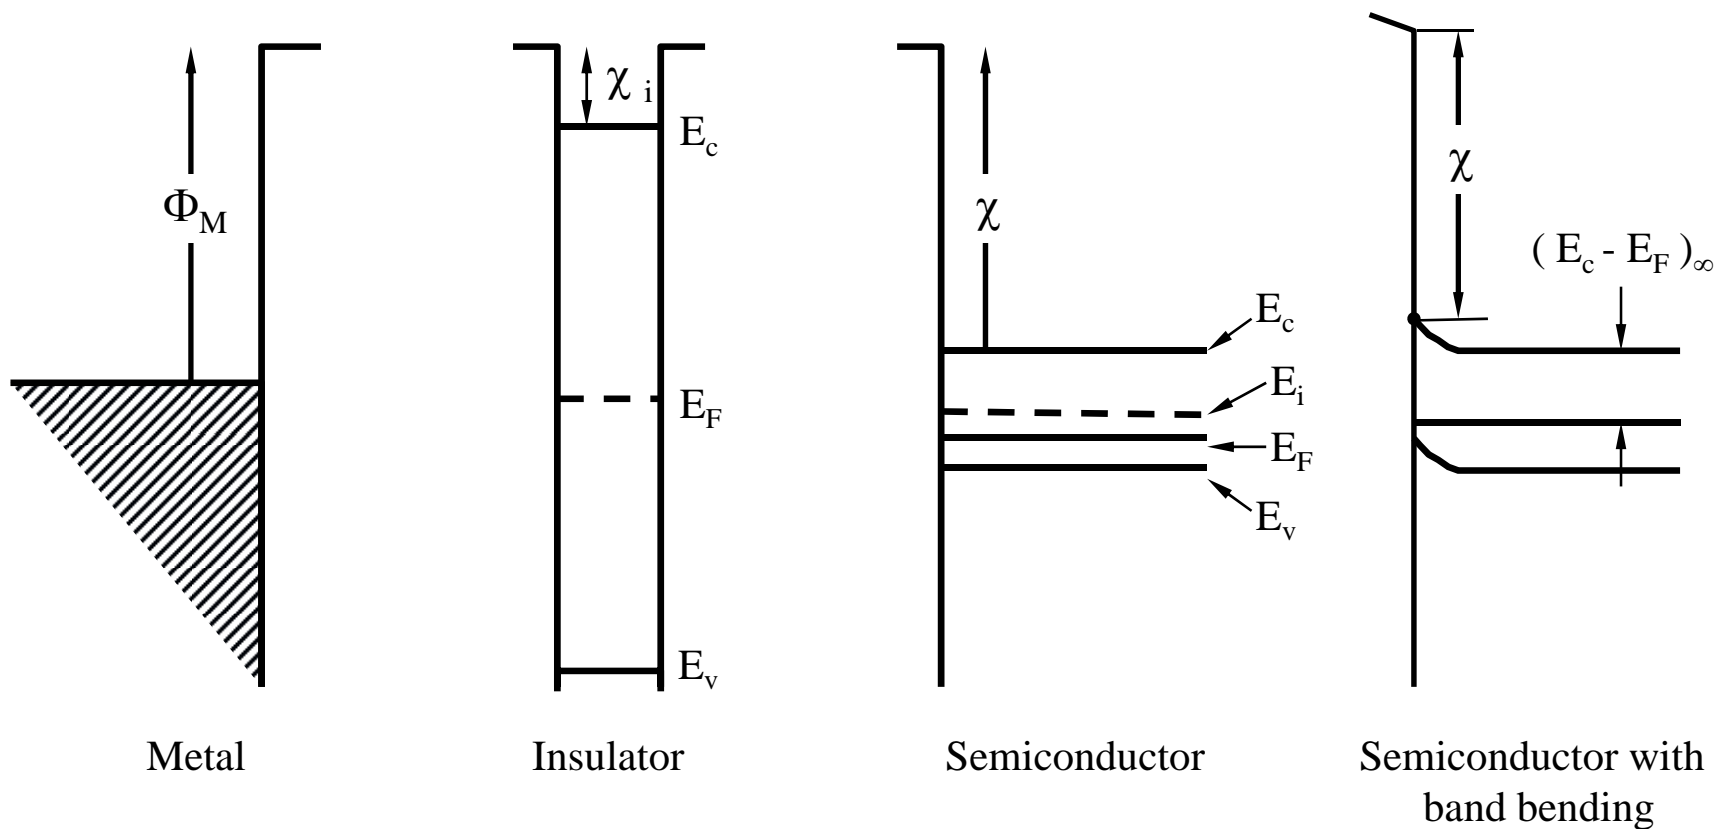 Φ_M
χ_i
E_c
E_F
E_v
χ
E_c
E_i
E_F
E_v
χ
( E_c - E_F )_∞
Metal
Insulator
Semiconductor
Semiconductor with
band bending